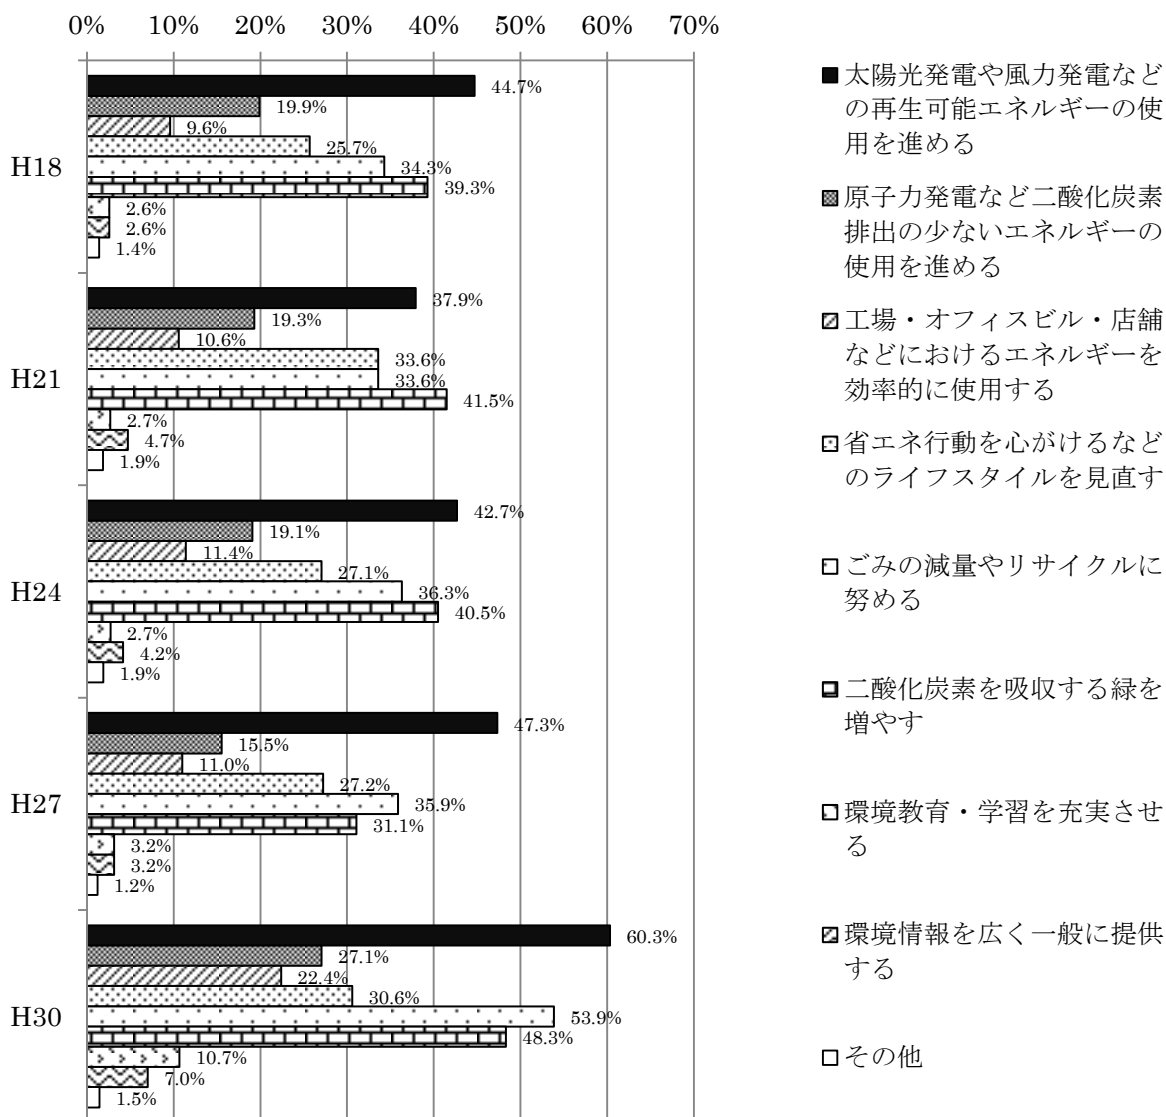 0% 10% 20% 30% 40% 50% 60% 70%
H18
44.7%
19.9%
9.6%
25.7%
34.3%
39.3%
2.6%
2.6%
1.4%
H21
37.9%
19.3%
10.6%
33.6%
33.6%
41.5%
2.7%
4.7%
1.9%
H24
42.7%
19.1%
11.4%
27.1%
36.3%
40.5%
2.7%
4.2%
1.9%
H27
47.3%
15.5%
11.0%
27.2%
35.9%
31.1%
3.2%
3.2%
1.2%
H30
60.3%
27.1%
22.4%
30.6%
53.9%
48.3%
10.7%
7.0%
1.5%
太陽光発電や風力発電など
の再生可能エネルギーの使
用を進める
原子力発電など二酸化炭素
排出の少ないエネルギーの
使用を進める
工場・オフィスビル・店舗
などにおけるエネルギーを
効率的に使用する
省エネ行動を心がけるなど
のライフスタイルを見直す
ごみの減量やリサイクルに
努める
二酸化炭素を吸収する緑を
増やす
環境教育・学習を充実させ
る
環境情報を広く一般に提供
する
その他